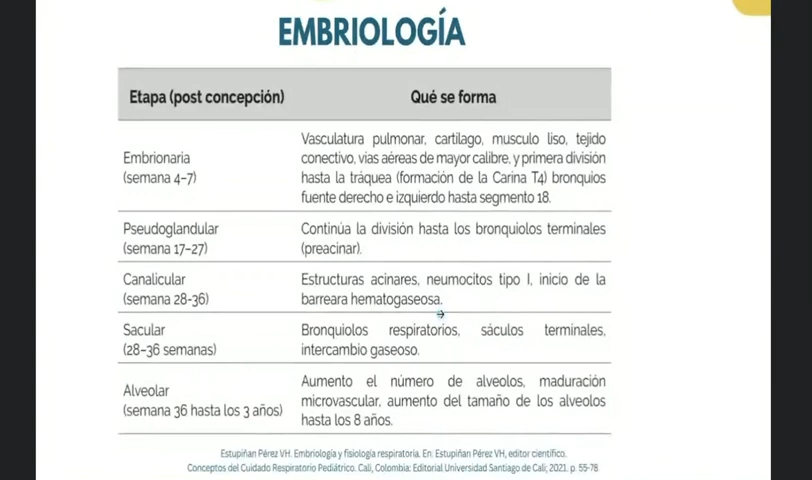 EMBRIOLOGÍA
Etapa (post concepción) Qué se forma
Embrionaria
(semana 4-7)
Vasculatura pulmonar, cartilago, musculo liso, tejido
conectivo, vías aéreas de mayor calibre, y primera división
hasta la tráquea (formación de la Carina T4) bronquios
fuente derecho e izquierdo hasta segmento 18.
Pseudoglandular
(semana 17-27)
Continúa la división hasta los bronquiolos terminales
(preacinar).
Canalicular
(semana 28-36)
Estructuras acinares, neumocitos tipo I, inicio de la
barreara hematogaseosa.
Sacular
(28-36 semanas)
Bronquiolos respiratorios, sáculos terminales,
intercambio gaseoso.
Alveolar
(semana 36 hasta los 3 años)
Aumento el número de alveolos, maduración
microvascular, aumento del tamaño de los alveolos
hasta los 8 años.
Estupiñan Pérez VH. Embriología y fisiología respiratoria. En: Estupiñan Pérez VH, editor científico.
Conceptos del Cuidado Respiratorio Pediátrico. Cali, Colombia: Editorial Universidad Santiago de Cali; 2021. p. 55-78.